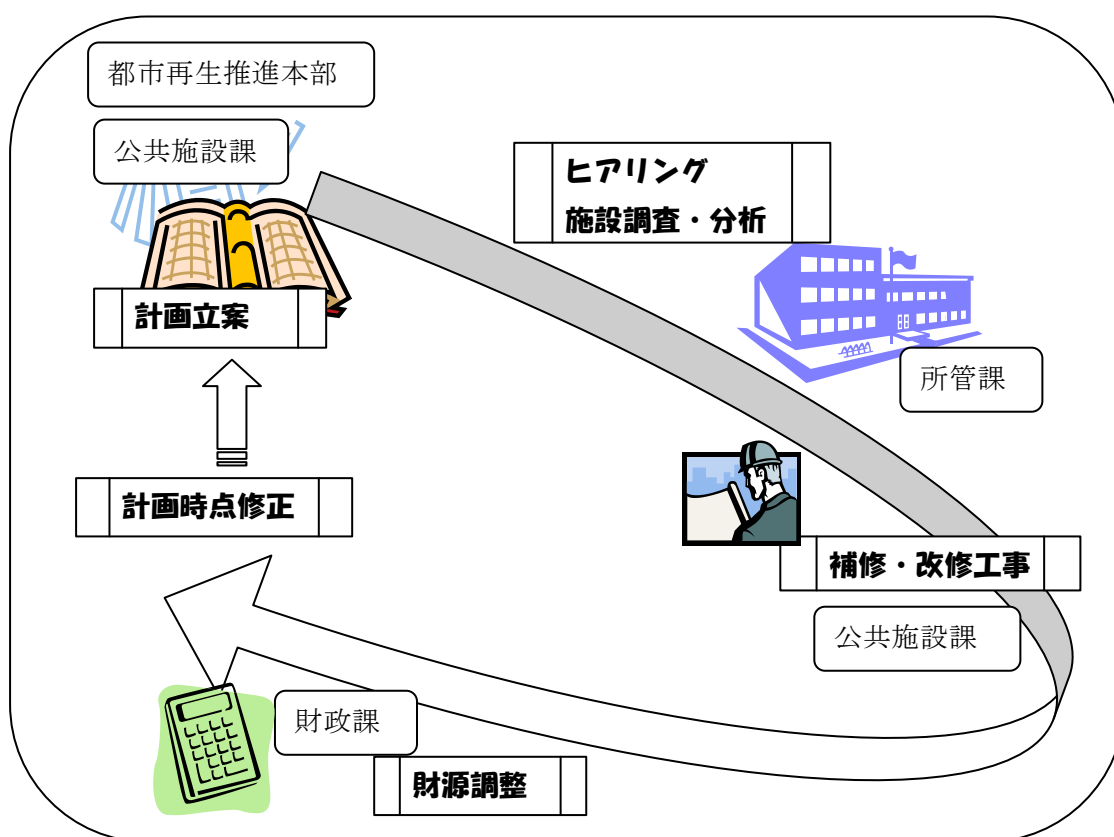 都市再生推進本部
公共施設課
計画立案
ヒアリング
施設調査・分析
所管課
補修・改修工事
公共施設課
財政課
財源調整
計画時点修正